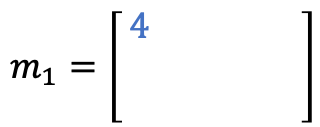 m₁ = [ 4 ]